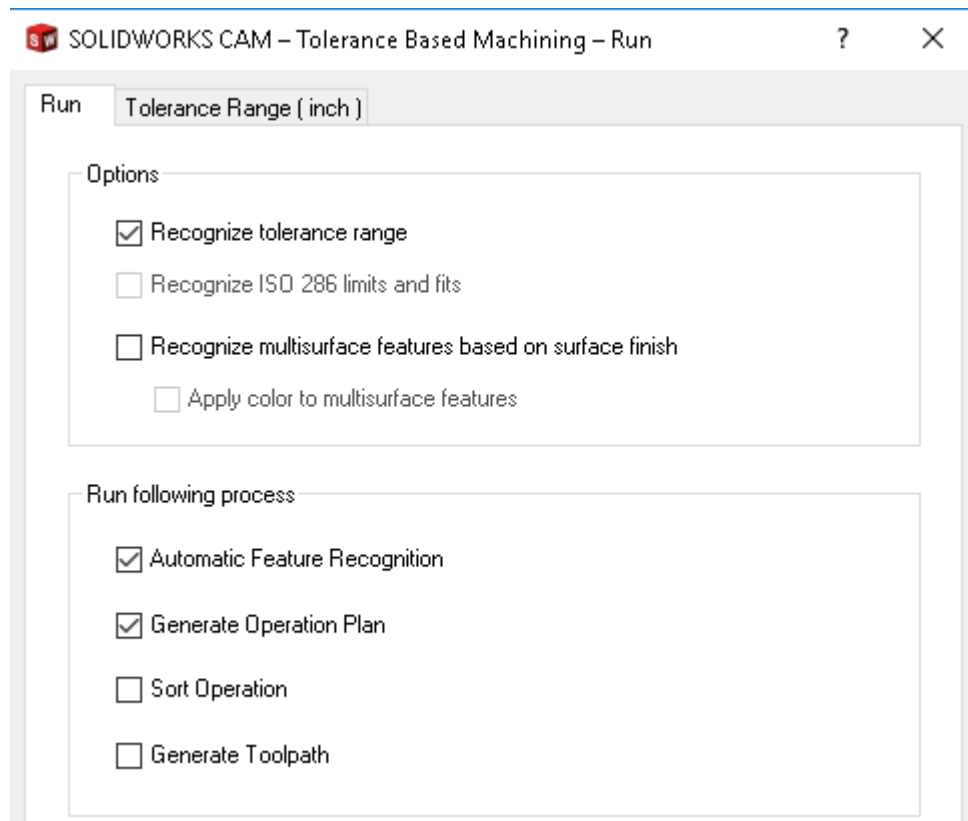 SW SOLIDWORKS CAM – Tolerance Based Machining – Run ? ×
Run Tolerance Range ( inch )
Options
Recognize tolerance range
Recognize ISO 286 limits and fits
Recognize multisurface features based on surface finish
Apply color to multisurface features
Run following process
Automatic Feature Recognition
Generate Operation Plan
Sort Operation
Generate Toolpath